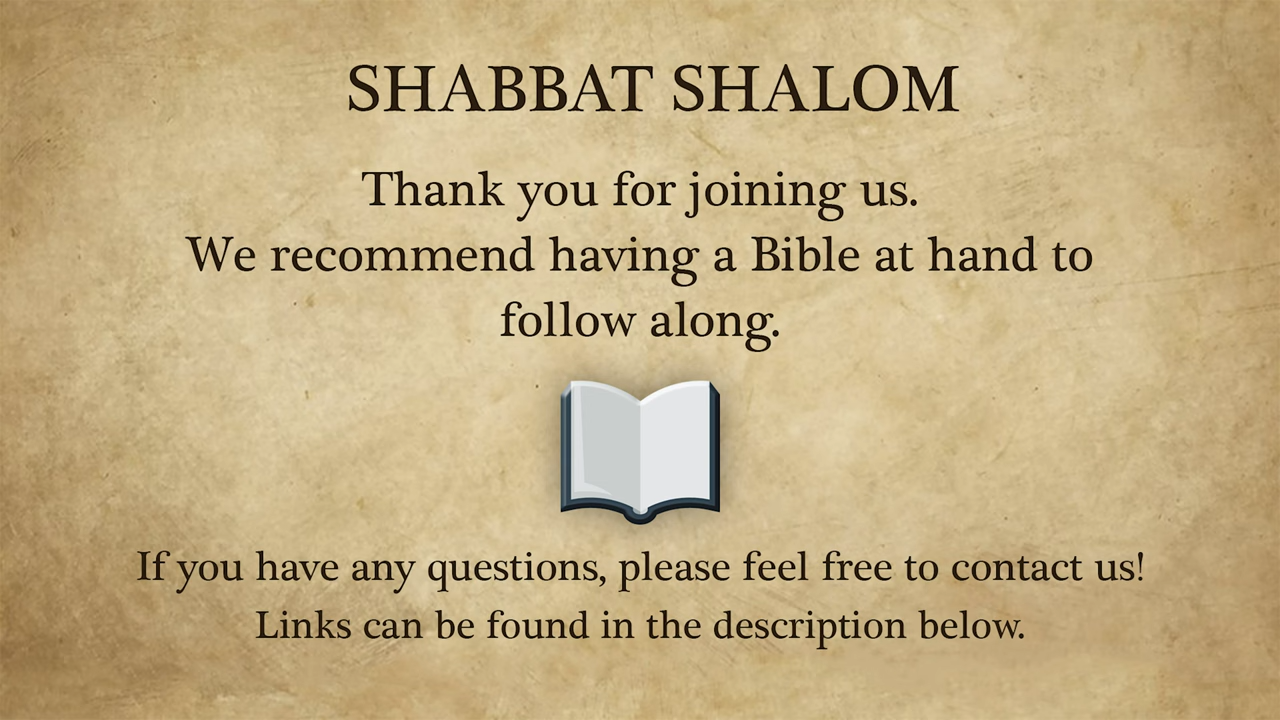 SHABBAT SHALOM
Thank you for joining us.
We recommend having a Bible at hand to
follow along.
If you have any questions, please feel free to contact us!
Links can be found in the description below.